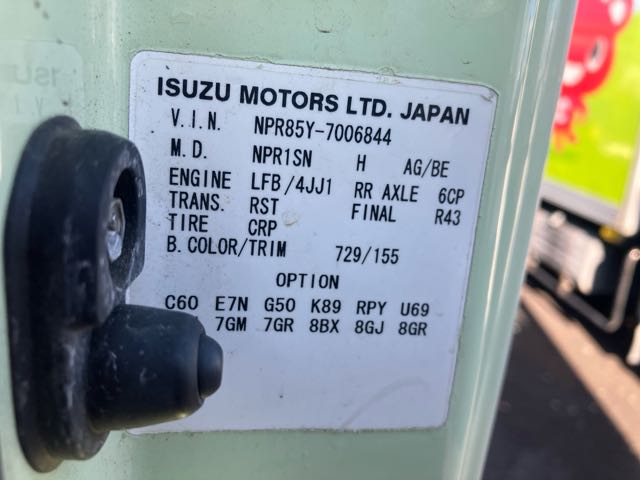 ISUZU MOTORS LTD. JAPAN
V.I.N. NPR85Y-7006844
M.D. NPR1SN H AG/BE
ENGINE LFB/4JJ1 RR AXLE 6CP
TRANS. RST FINAL R43
TIRE CRP
B.COLOR/TRIM 729/155
OPTION
C60 E7N G50 K89 RPY U69
7GM 7GR 8BX 8GJ 8GR